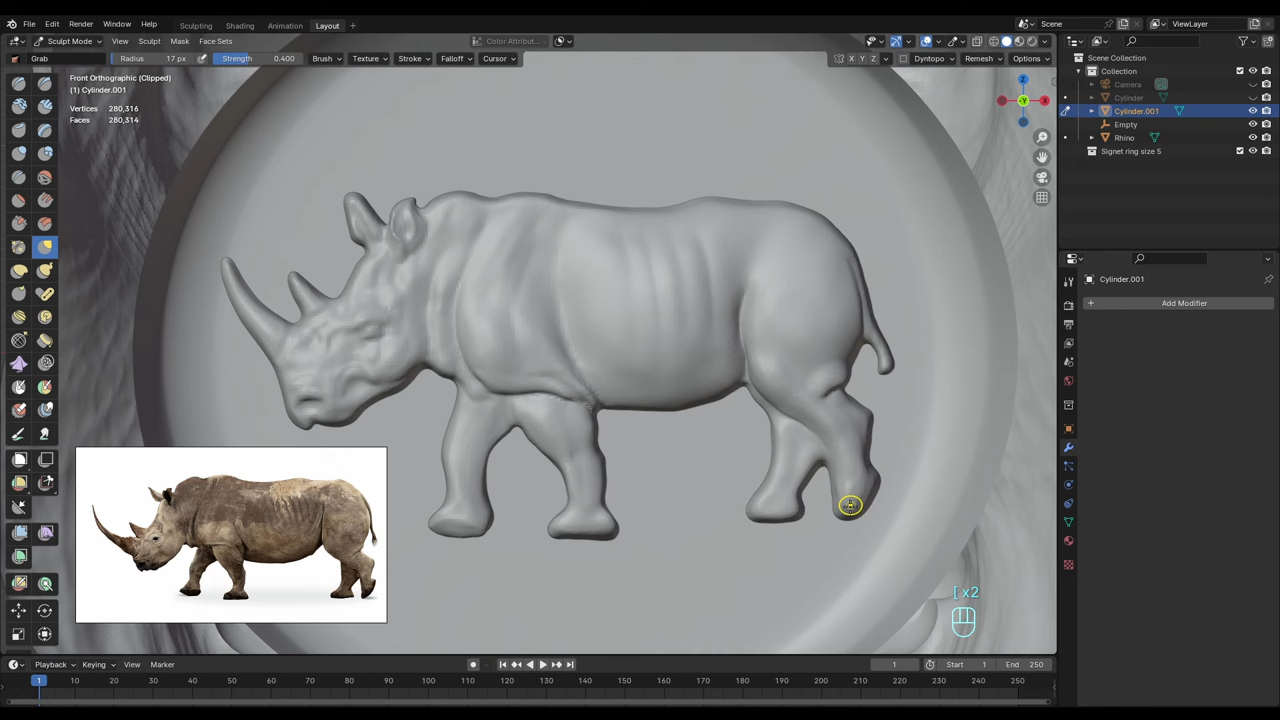 File Edit Render Window Help Sculpting Shading Animation Layout + Scene ViewLayer
Sculpt Mode View Sculpt Mask Face Sets Color Attribut...
Grab Radius 17 px Strength 0.400 Brush Texture Stroke Falloff Cursor X Y Z Dyntopo Remesh Options
Front Orthographic (Clipped)
(1) Cylinder.001
Vertices 280,316
Faces 280,314
Z
X
-Y
Scene Collection
Collection
Camera
Cylinder
Cylinder.001
Empty
Rhino
Signet ring size 5
Cylinder.001
+ Add Modifier
[ x2
Playback Keying View Marker 1 Start 1 End 250
1 10 20 30 40 50 60 70 80 90 100 110 120 130 140 150 160 170 180 190 200 210 220 230 240 250